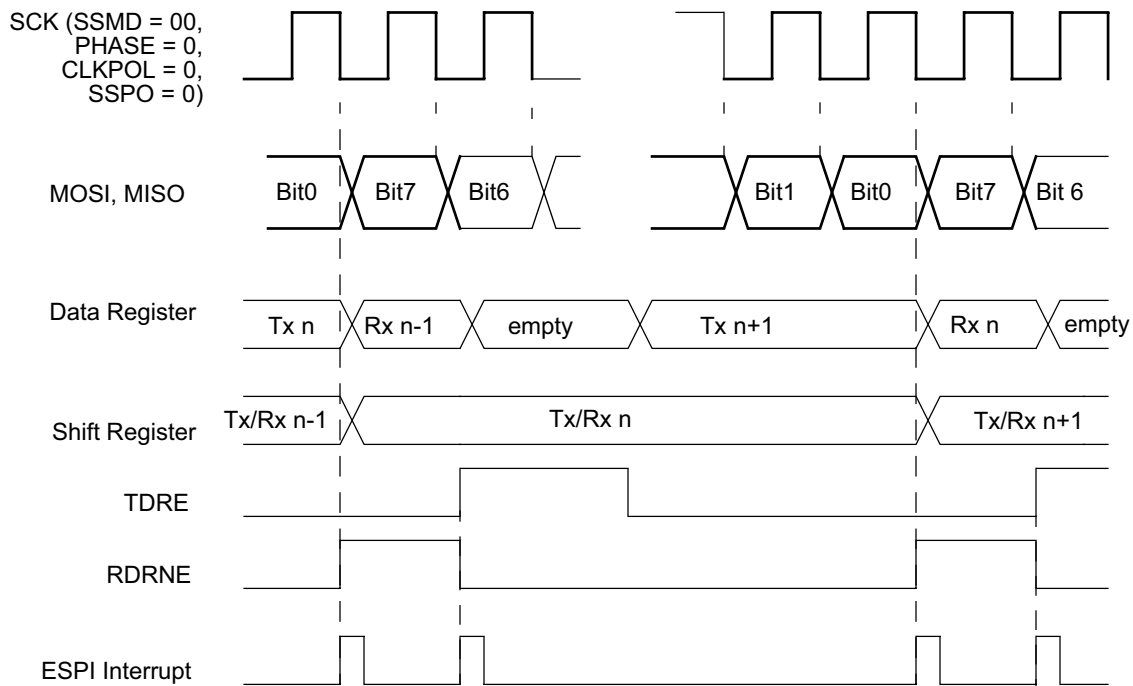 SCK (SSMD = 00,
PHASE = 0,
CLKPOL = 0,
SSPO = 0)
MOSI, MISO
Bit0
Bit7
Bit6
Bit1
Bit0
Bit7
Bit 6
Data Register
Tx n
Rx n-1
empty
Tx n+1
Rx n
empty
Shift Register
Tx/Rx n-1
Tx/Rx n
Tx/Rx n+1
TDRE
RDRNE
ESPI Interrupt